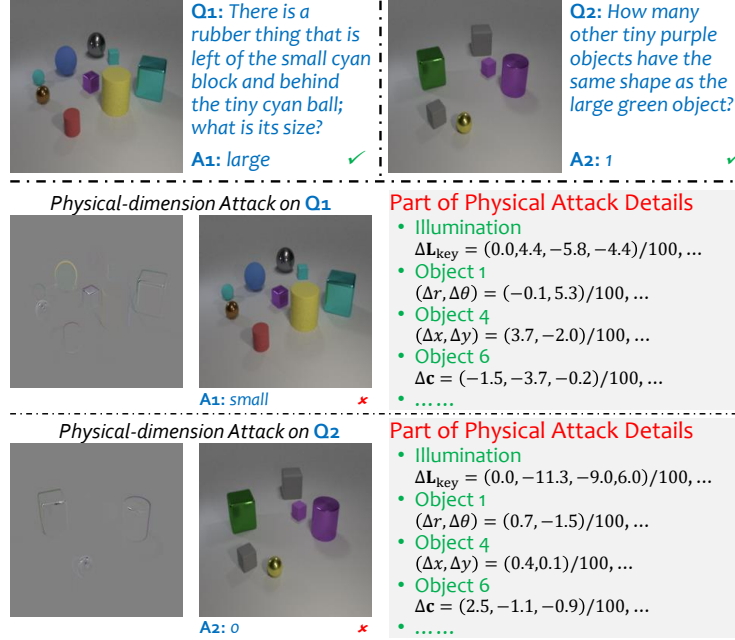 Q1: There is a
rubber thing that is
left of the small cyan
block and behind
the tiny cyan ball;
what is its size?
A1: large ✓
Q2: How many
other tiny purple
objects have the
same shape as the
large green object?
A2: 1 ✓
Physical-dimension Attack on Q1
A1: small ✘
Part of Physical Attack Details
• Illumination
ΔL_key = (0.0,4.4, −5.8, −4.4)/100, ...
• Object 1
(Δr, Δθ) = (−0.1, 5.3)/100, ...
• Object 4
(Δx, Δy) = (3.7, −2.0)/100, ...
• Object 6
Δc = (−1.5, −3.7, −0.2)/100, ...
• ... ...
Physical-dimension Attack on Q2
A2: 0 ✘
Part of Physical Attack Details
• Illumination
ΔL_key = (0.0, −11.3, −9.0,6.0)/100, ...
• Object 1
(Δr, Δθ) = (0.7, −1.5)/100, ...
• Object 4
(Δx, Δy) = (0.4,0.1)/100, ...
• Object 6
Δc = (2.5, −1.1, −0.9)/100, ...
• ... ...